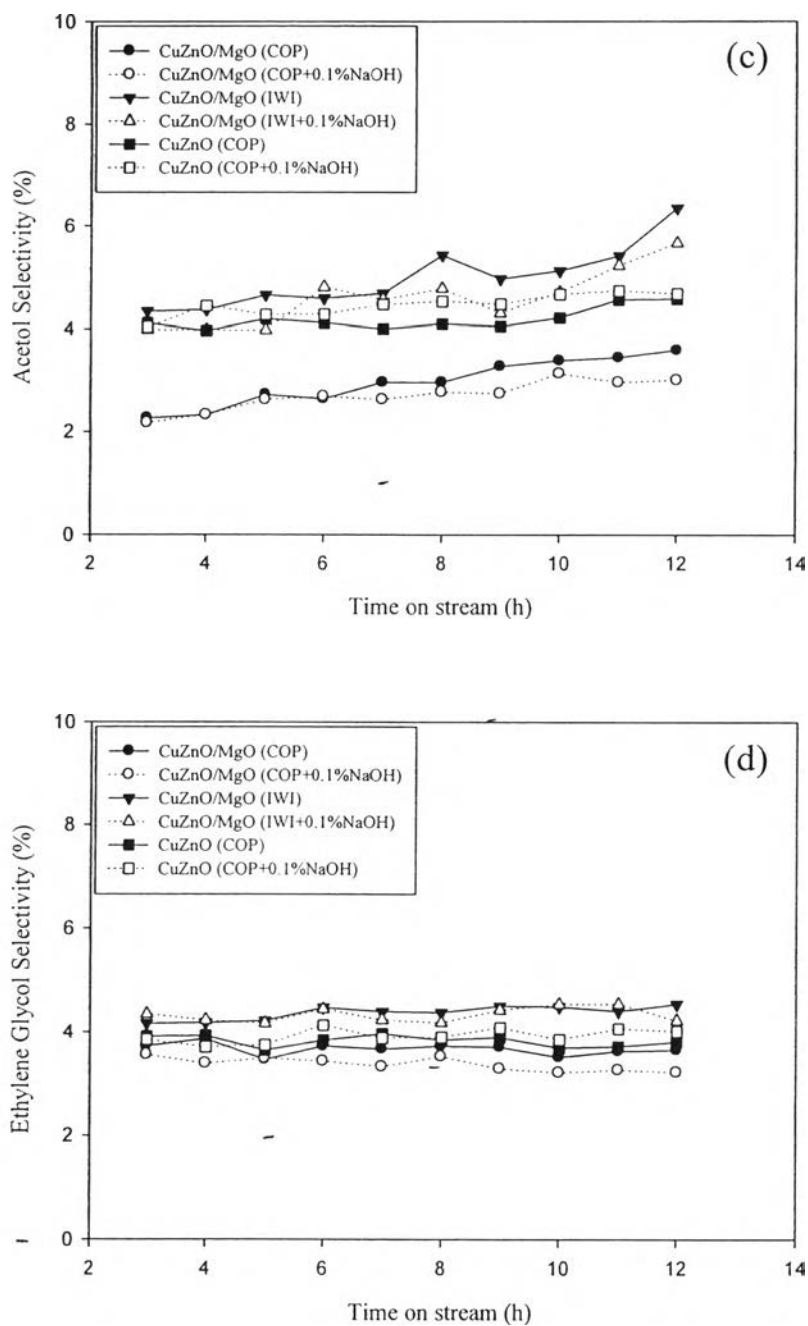 (c)
CuZnO/MgO (COP)
CuZnO/MgO (COP+0.1%NaOH)
CuZnO/MgO (IWI)
CuZnO/MgO (IWI+0.1%NaOH)
CuZnO (COP)
CuZnO (COP+0.1%NaOH)
Acetol Selectivity (%)
10
8
6
4
2
0
2 4 6 8 10 12 14
Time on stream (h)
(d)
CuZnO/MgO (COP)
CuZnO/MgO (COP+0.1%NaOH)
CuZnO/MgO (IWI)
CuZnO/MgO (IWI+0.1%NaOH)
CuZnO (COP)
CuZnO (COP+0.1%NaOH)
Ethylene Glycol Selectivity (%)
10
8
6
4
2
0
2 4 6 8 10 12 14
Time on stream (h)